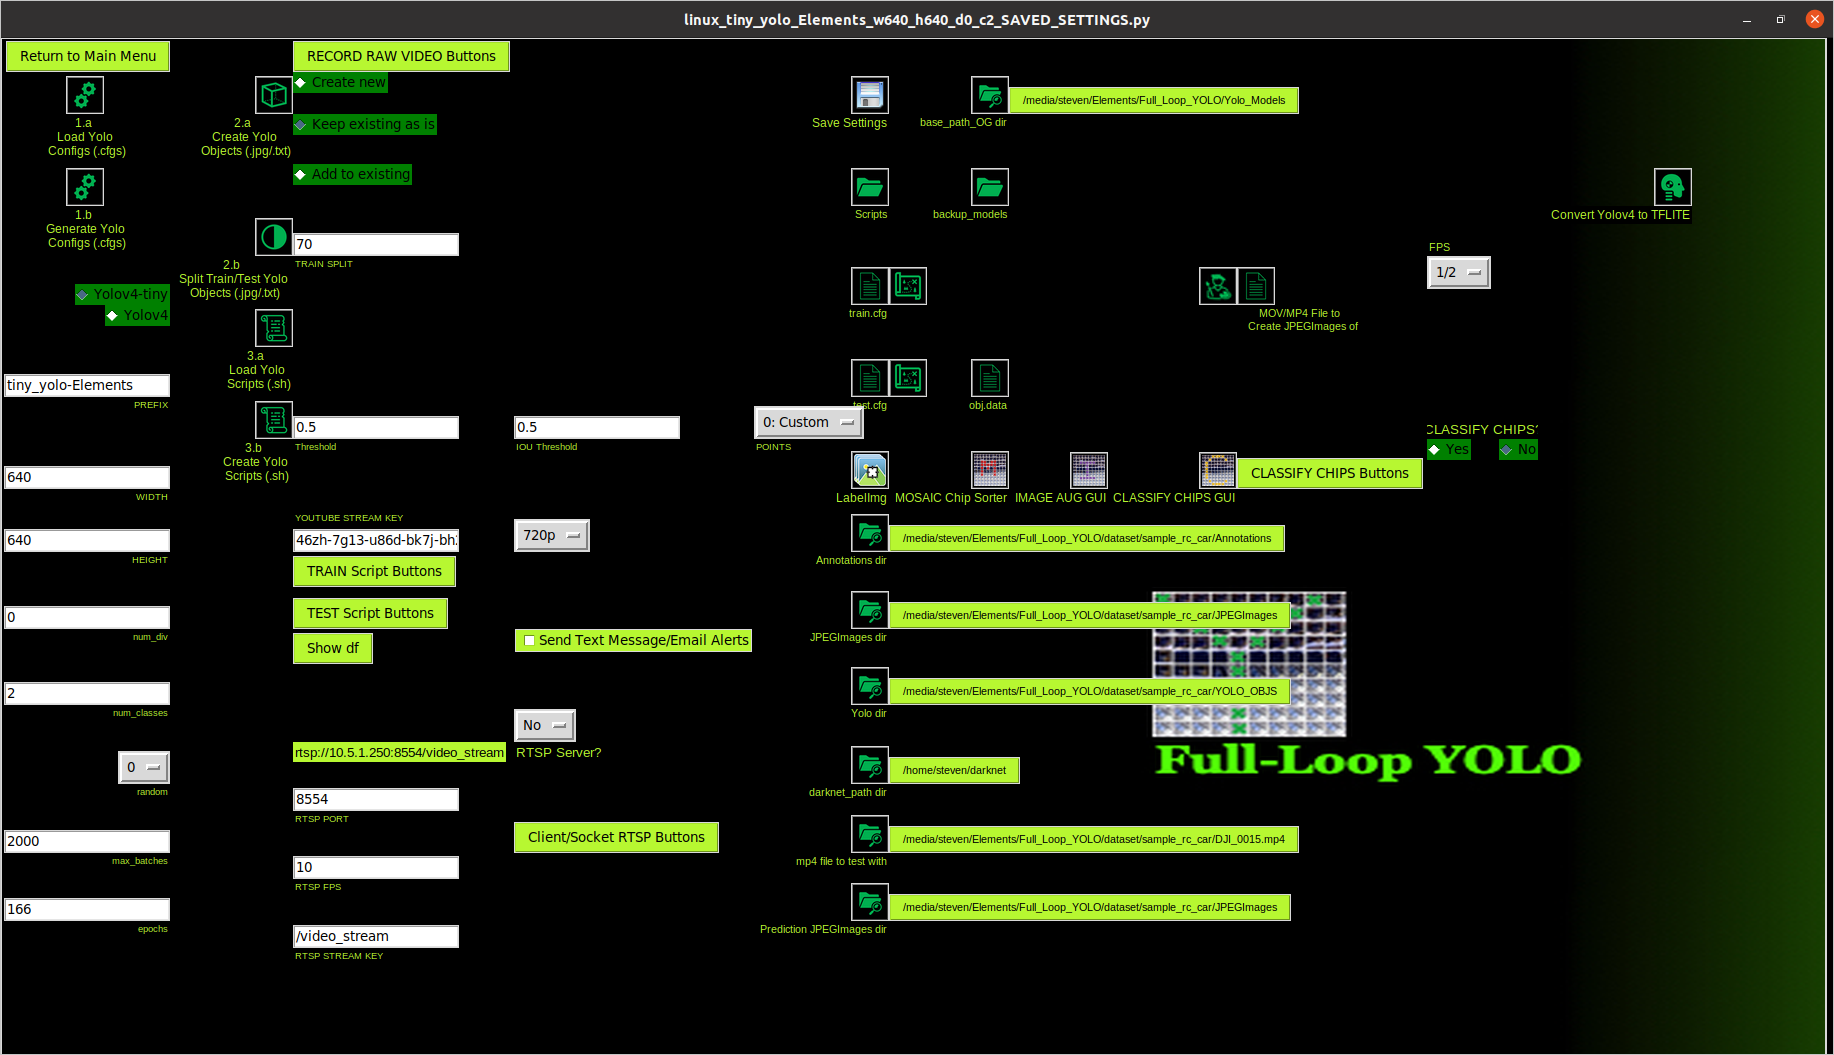 linux_tiny_yolo_Elements_w640_h640_d0_c2_SAVED_SETTINGS.py
Return to Main Menu
1.a
Load Yolo
Configs (.cfgs)
1.b
Generate Yolo
Configs (.cfgs)
Yolov4-tiny
Yolov4
tiny_yolo-Elements
PREFIX
640
WIDTH
640
HEIGHT
0
num_div
2
num_classes
0
random
2000
max_batches
166
epochs
RECORD RAW VIDEO Buttons
2.a
Create Yolo
Objects (.jpg/.txt)
Create new
Keep existing as is
Add to existing
2.b
Split Train/Test Yolo
Objects (.jpg/.txt)
70
TRAIN SPLIT
3.a
Load Yolo
Scripts (.sh)
3.b
Create Yolo
Scripts (.sh)
0.5
Threshold
0.5
IOU Threshold
0: Custom
POINTS
YOUTUBE STREAM KEY
46zh-7g13-u86d-bk7j-bh
720p
TRAIN Script Buttons
TEST Script Buttons
Show df
Send Text Message/Email Alerts
No
rtsp://10.5.1.250:8554/video_stream
RTSP Server?
8554
RTSP PORT
Client/Socket RTSP Buttons
10
RTSP FPS
/video_stream
RTSP STREAM KEY
Save Settings
base_path_OG dir
/media/steven/Elements/Full_Loop_YOLO/Yolo_Models
Scripts
backup_models
Convert Yolov4 to TFLITE
train.cfg
MOV/MP4 File to
Create JPEGImages of
FPS
1/2
test.cfg
obj.data
CLASSIFY CHIPS
Yes
No
LabelImg
MOSAIC Chip Sorter
IMAGE AUG GUI
CLASSIFY CHIPS GUI
CLASSIFY CHIPS Buttons
/media/steven/Elements/Full_Loop_YOLO/dataset/sample_rc_car/Annotations
Annotations dir
/media/steven/Elements/Full_Loop_YOLO/dataset/sample_rc_car/JPEGImages
JPEGImages dir
/media/steven/Elements/Full_Loop_YOLO/dataset/sample_rc_car/YOLO_OBJS
Yolo dir
Full-Loop YOLO
/home/steven/darknet
darknet_path dir
/media/steven/Elements/Full_Loop_YOLO/dataset/sample_rc_car/DJI_0015.mp4
mp4 file to test with
/media/steven/Elements/Full_Loop_YOLO/dataset/sample_rc_car/JPEGImages
Prediction JPEGImages dir